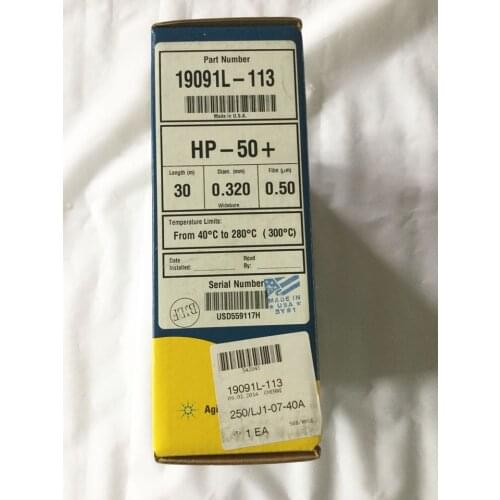 Part Number
19091L-113
Made in U.S.A.
HP-50+
Length (m) Diam. (mm) Film (μm)
30 0.320 0.50
Widebore
Temperature Limits:
From 40°C to 280°C (300°C)
Date Read
Installed: By:
Serial Number
USD559117H
MADE IN
USA
19091L-113
250/LJ1-07-40A
1 EA
Agi